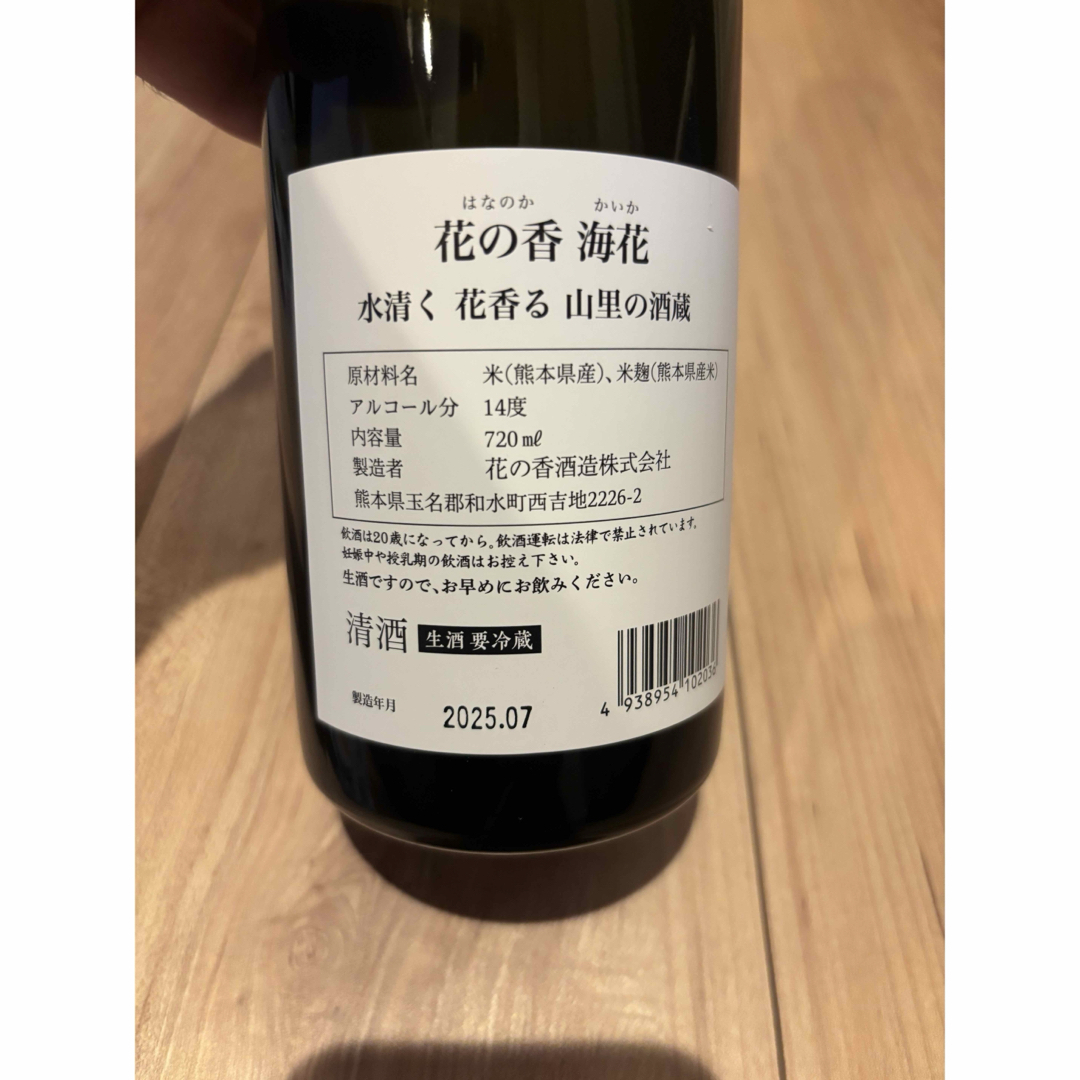 はなのか かいか
花の香 海花
水清く 花香る 山里の酒蔵
原材料名 米(熊本県産)、米麹(熊本県産米)
アルコール分 14度
内容量 720㎖
製造者 花の香酒造株式会社
熊本県玉名郡和水町西吉地2226-2
飲酒は20歳になってから。飲酒運転は法律で禁止されています。
妊娠中や授乳期の飲酒はお控え下さい。
生酒ですので、お早めにお飲みください。
清酒 生酒 要冷蔵
製造年月 2025.07
4 938954 102036